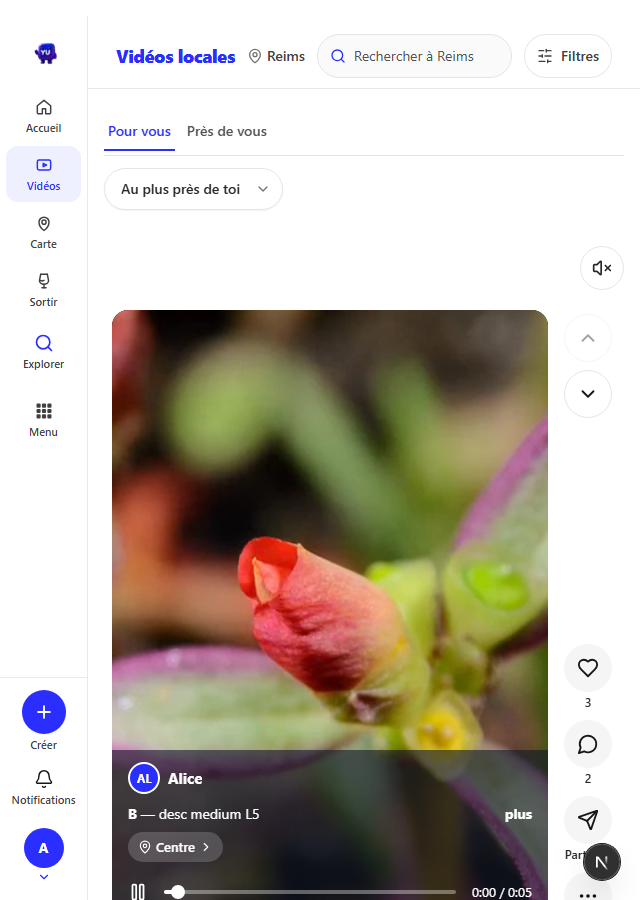 YU
Vidéos locales
Reims
Rechercher à Reims
Filtres
Accueil
Vidéos
Carte
Sortir
Explorer
Menu
Pour vous
Près de vous
Au plus près de toi
3
2
AL
Alice
B — desc medium L5
plus
Centre
0:00 / 0:05
Créer
Notifications
A
N